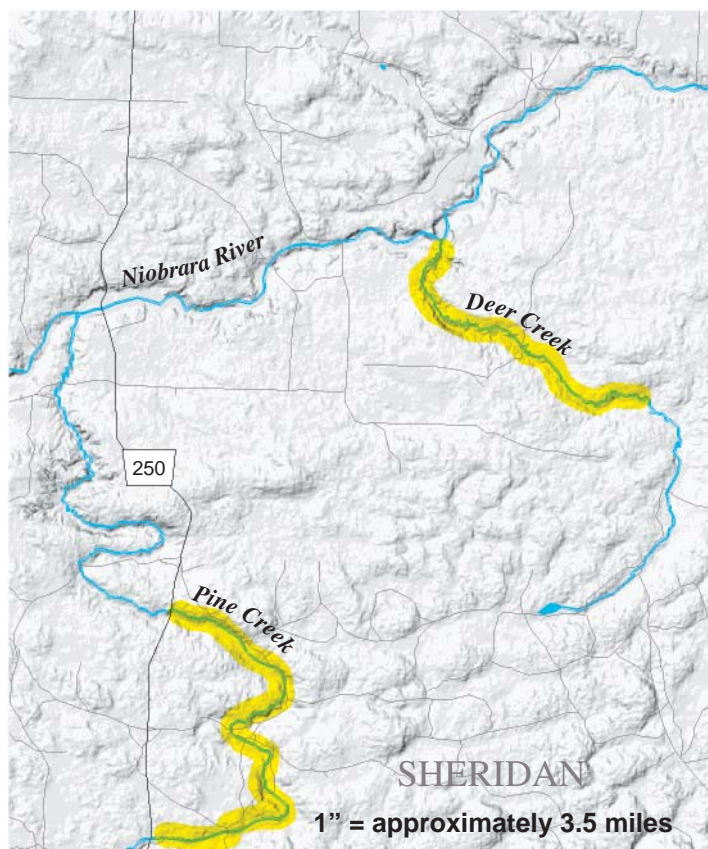 Niobrara River
Deer Creek
250
Pine Creek
SHERIDAN
1” = approximately 3.5 miles